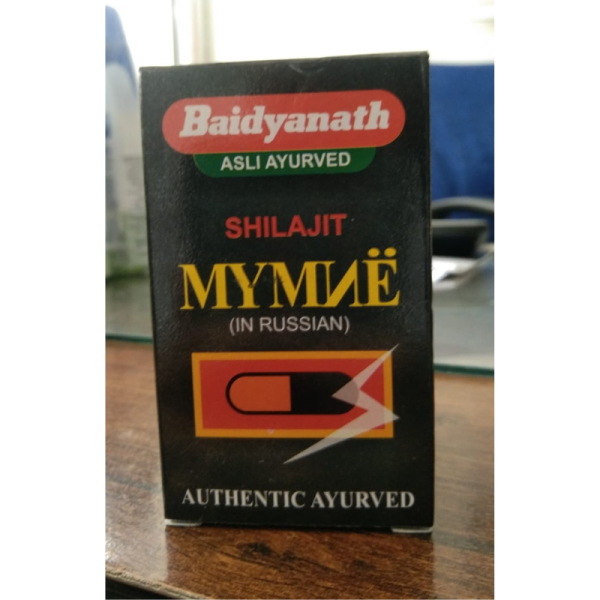 Baidyanath
ASLI AYURVED
SHILAJIT
МУМИЁ
(IN RUSSIAN)
AUTHENTIC AYURVED